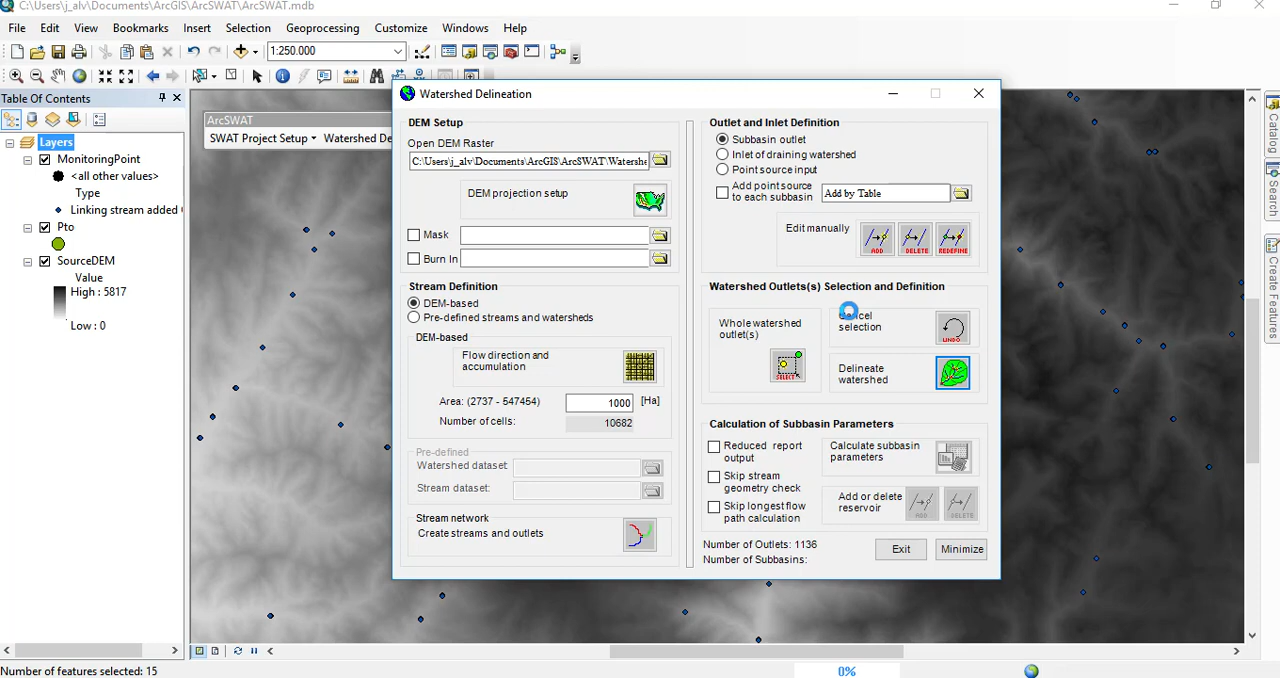 C:\Users\j_alv\Documents\ArcGIS\ArcSWAT\ArcSWAT.mdb
File Edit View Bookmarks Insert Selection Geoprocessing Customize Windows Help
1:250.000
Table Of Contents
Layers
MonitoringPoint
<all other values>
Type
Linking stream added
Pto
SourceDEM
Value
High : 5817
Low : 0
ArcSWAT
SWAT Project Setup Watershed De
Watershed Delineation
DEM Setup
Open DEM Raster
C:\Users\j_alv\Documents\ArcGIS\ArcSWAT\Watershe
DEM projection setup
Mask
Burn In
Stream Definition
DEM-based
Pre-defined streams and watersheds
DEM-based
Flow direction and
accumulation
Area: (2737 - 547454) 1000 [Ha]
Number of cells: 10682
Pre-defined
Watershed dataset
Stream dataset:
Stream network
Create streams and outlets
Outlet and Inlet Definition
Subbasin outlet
Inlet of draining watershed
Point source input
Add point source
to each subbasin
Add by Table
Edit manually
ADD DELETE REDEFINE
Watershed Outlets(s) Selection and Definition
Whole watershed
outlet(s)
SELECT
Cancel
selection
UNDO
Delineate
watershed
Calculation of Subbasin Parameters
Reduced report
output
Calculate subbasin
parameters
Skip stream
geometry check
Skip longest flow
path calculation
Add or delete
reservoir
ADD DELETE
Number of Outlets: 1136
Number of Subbasins:
Exit Minimize
Catalog
Search
Create Features
Number of features selected: 15
0%